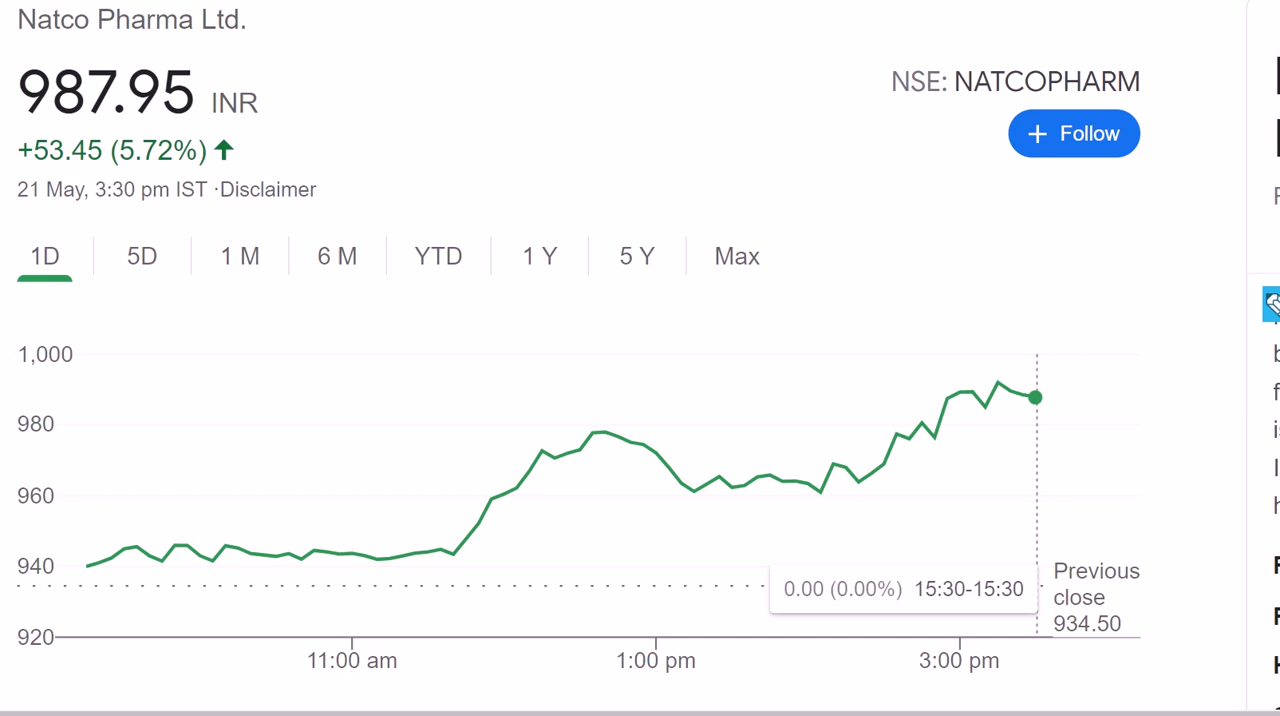 Natco Pharma Ltd.
987.95 INR
NSE: NATCOPHARM
+ Follow
+53.45 (5.72%)
21 May, 3:30 pm IST ·Disclaimer
1D 5D 1 M 6 M YTD 1 Y 5 Y Max
1,000
980
960
940
920
0.00 (0.00%) 15:30-15:30
Previous
close
934.50
11:00 am 1:00 pm 3:00 pm